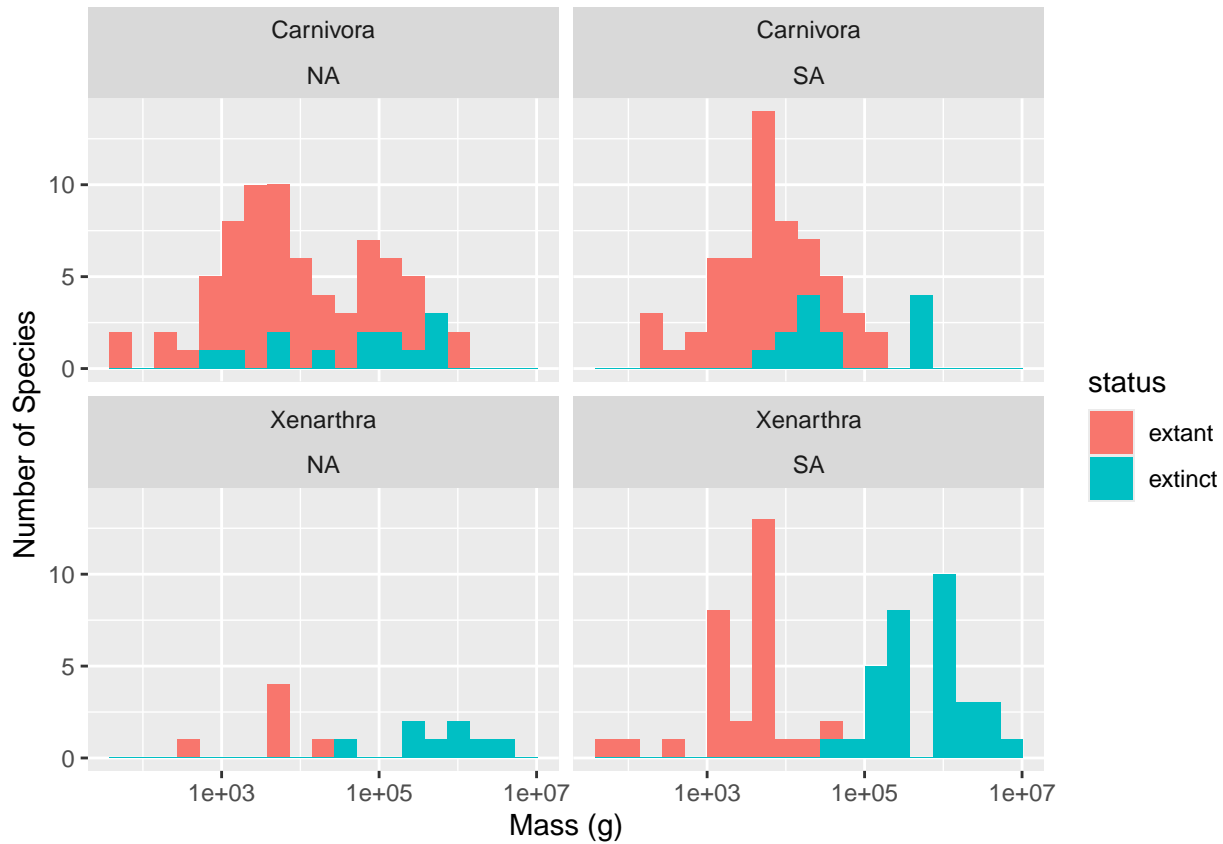 Carnivora
NA
Carnivora
SA
10
5
0
Xenarthra
NA
Xenarthra
SA
10
5
0
1e+03 1e+05 1e+07
1e+03 1e+05 1e+07
Mass (g)
Number of Species
status
extant
extinct